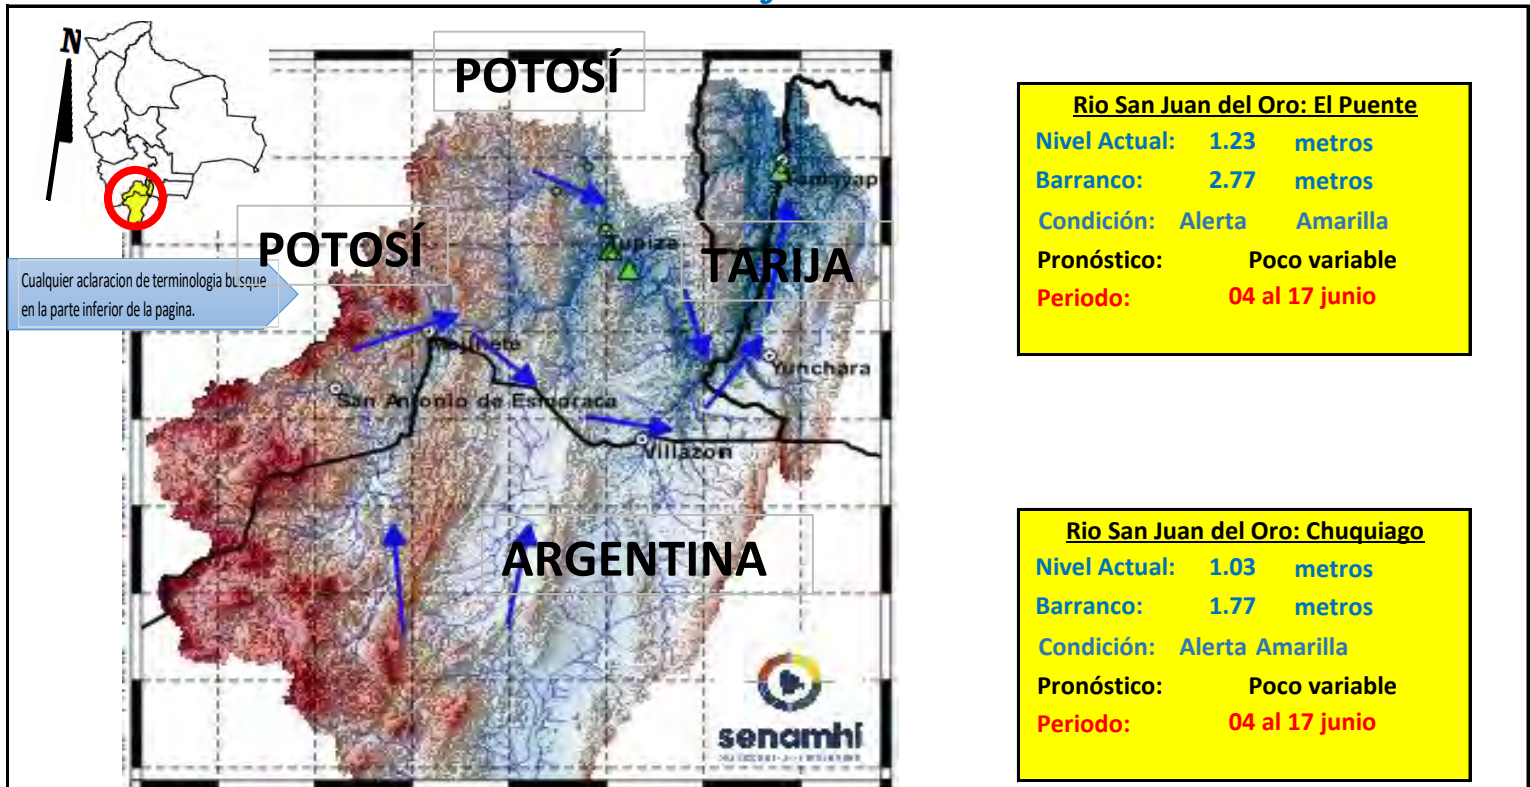 N
POTOSÍ
POTOSÍ
TARIJA
ARGENTINA
Cualquier aclaracion de terminologia busque
en la parte inferior de la pagina.
Tupiza
Yunchara
San Antonio de Esmoraca
Villazon
senamhi
Rio San Juan del Oro: El Puente
Nivel Actual: 1.23 metros
Barranco: 2.77 metros
Condición: Alerta Amarilla
Pronóstico: Poco variable
Periodo: 04 al 17 junio
Rio San Juan del Oro: Chuquiago
Nivel Actual: 1.03 metros
Barranco: 1.77 metros
Condición: Alerta Amarilla
Pronóstico: Poco variable
Periodo: 04 al 17 junio